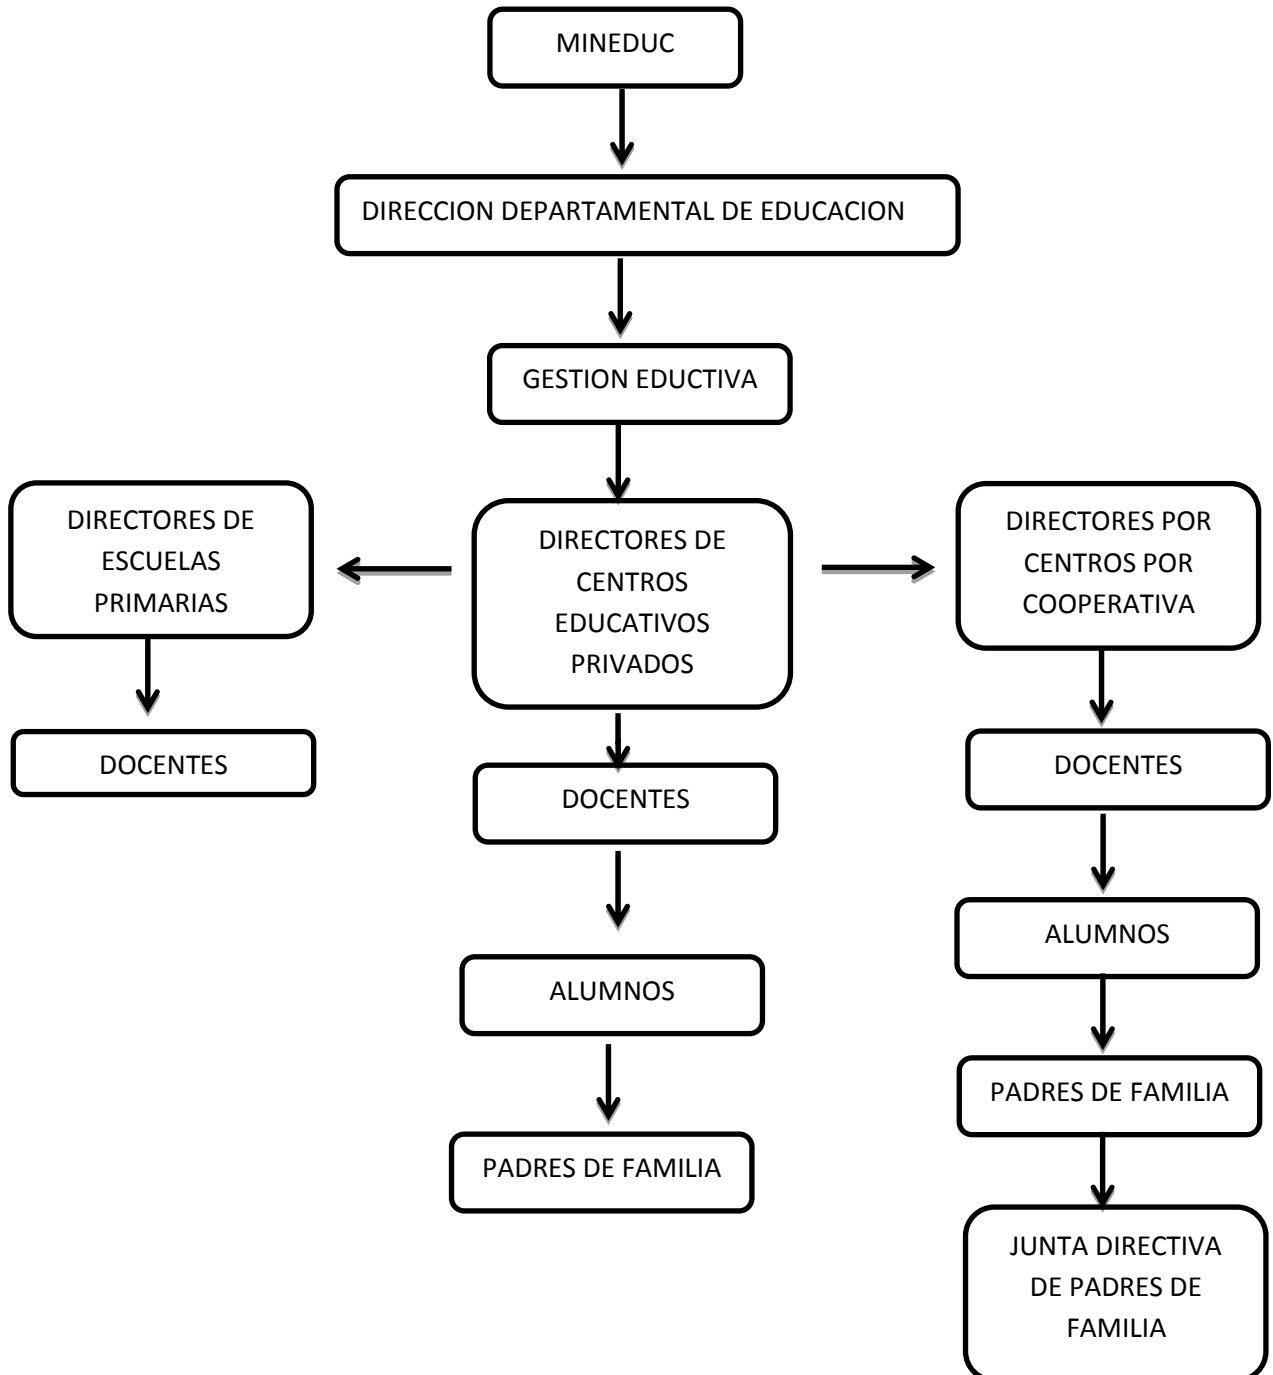 MINEDUC
DIRECCION DEPARTAMENTAL DE EDUCACION
GESTION EDUCTIVA
DIRECTORES DE
ESCUELAS
PRIMARIAS
DIRECTORES DE
CENTROS
EDUCATIVOS
PRIVADOS
DIRECTORES POR
CENTROS POR
COOPERATIVA
DOCENTES
DOCENTES
DOCENTES
ALUMNOS
ALUMNOS
PADRES DE FAMILIA
PADRES DE FAMILIA
JUNTA DIRECTIVA
DE PADRES DE
FAMILIA